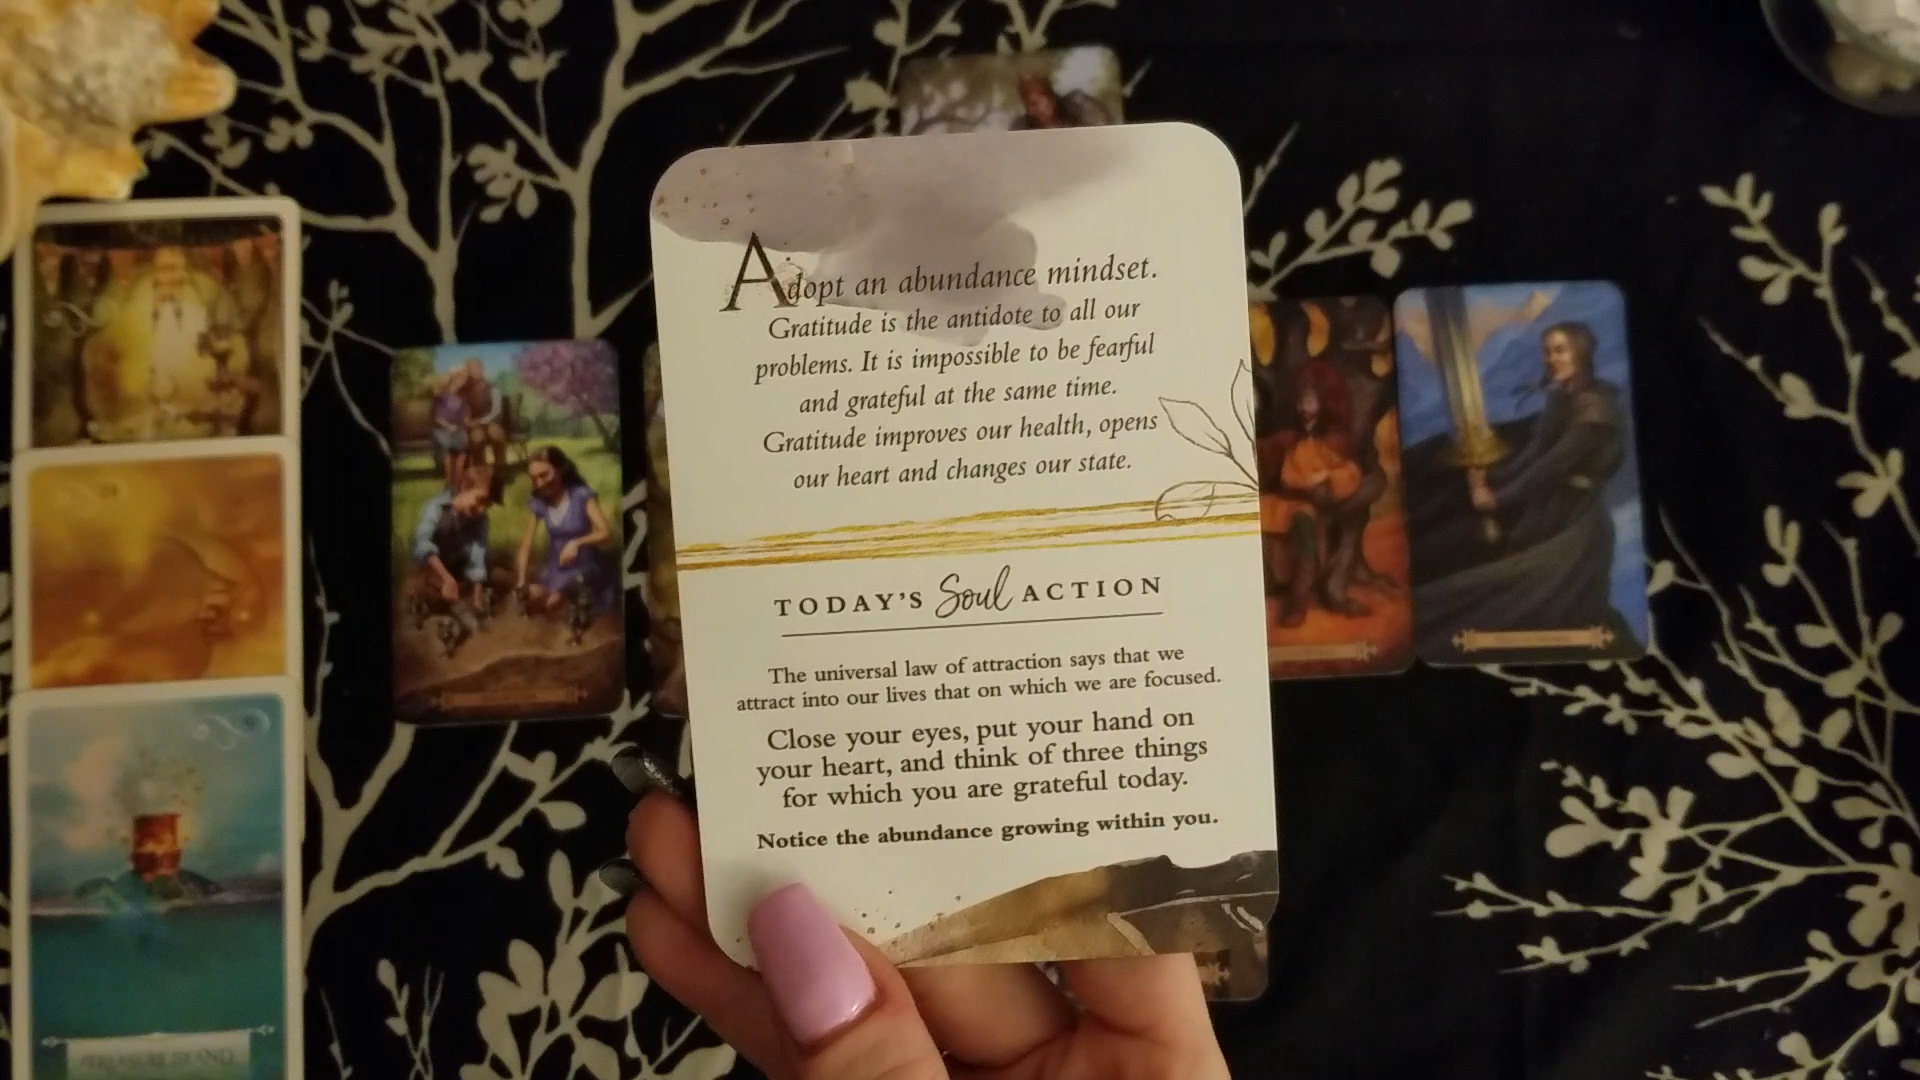 Adopt an abundance mindset.
Gratitude is the antidote to all our
problems. It is impossible to be fearful
and grateful at the same time.
Gratitude improves our health, opens
our heart and changes our state.
TODAY'S Soul ACTION
The universal law of attraction says that we
attract into our lives that on which we are focused.
Close your eyes, put your hand on
your heart, and think of three things
for which you are grateful today.
Notice the abundance growing within you.